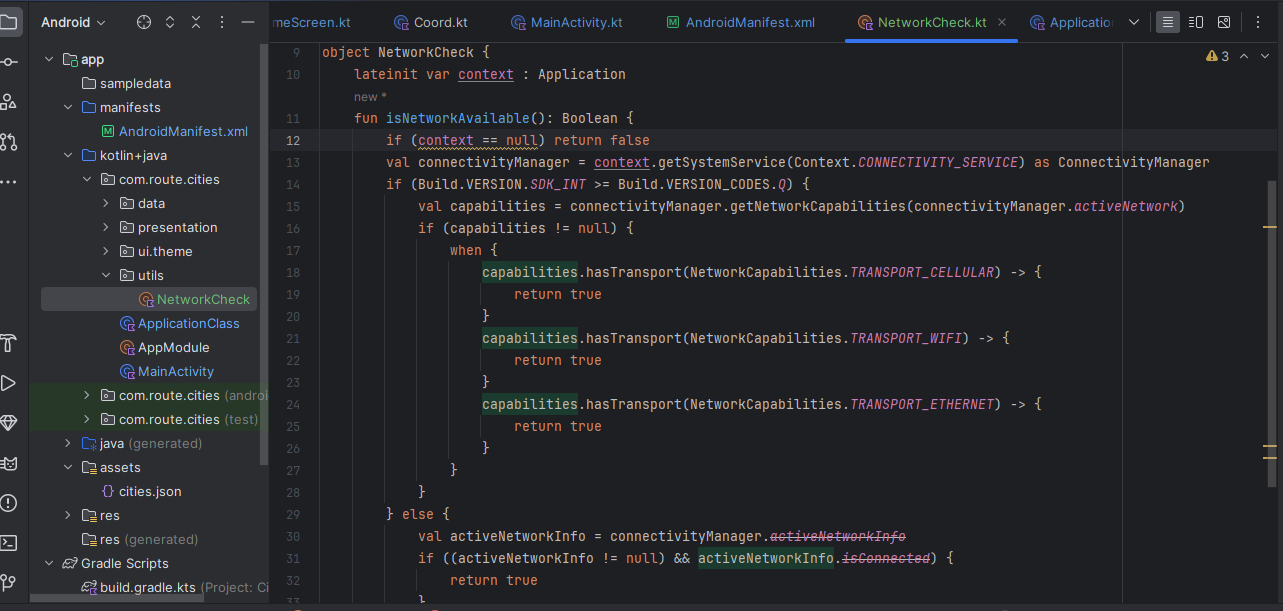 Android
meScreen.kt
Coord.kt
MainActivity.kt
AndroidManifest.xml
NetworkCheck.kt
Applicatio
app
sampledata
manifests
AndroidManifest.xml
kotlin+java
com.route.cities
data
presentation
ui.theme
utils
NetworkCheck
ApplicationClass
AppModule
MainActivity
com.route.cities (androi
com.route.cities (test)
java (generated)
assets
{} cities.json
res
res (generated)
Gradle Scripts
build.gradle.kts (Project: Ci
3
9 object NetworkCheck {
10 lateinit var context : Application
new *
11 fun isNetworkAvailable(): Boolean {
12 if (context == null) return false
13 val connectivityManager = context.getSystemService(Context.CONNECTIVITY_SERVICE) as ConnectivityManager
14 if (Build.VERSION.SDK_INT >= Build.VERSION_CODES.Q) {
15 val capabilities = connectivityManager.getNetworkCapabilities(connectivityManager.activeNetwork)
16 if (capabilities != null) {
17 when {
18 capabilities.hasTransport(NetworkCapabilities.TRANSPORT_CELLULAR) -> {
19 return true
20 }
21 capabilities.hasTransport(NetworkCapabilities.TRANSPORT_WIFI) -> {
22 return true
23 }
24 capabilities.hasTransport(NetworkCapabilities.TRANSPORT_ETHERNET) -> {
25 return true
26 }
27 }
28 }
29 } else {
30 val activeNetworkInfo = connectivityManager.activeNetworkInfo
31 if ((activeNetworkInfo != null) && activeNetworkInfo.isConnected) {
32 return true
33 }